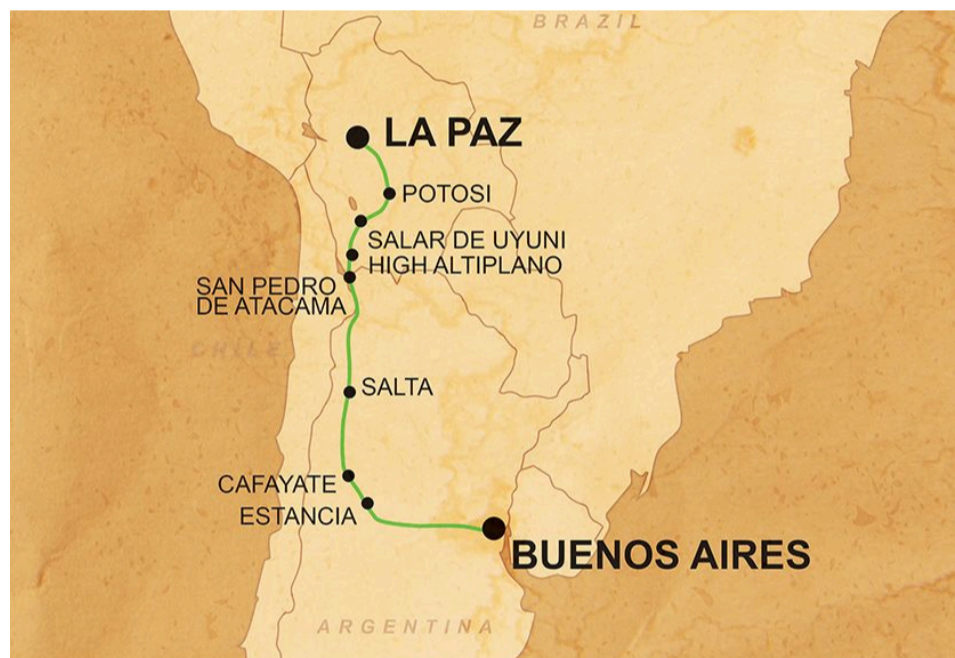 BRAZIL
LA PAZ
POTOSI
SALAR DE UYUNI
HIGH ALTIPLANO
SAN PEDRO
DE ATACAMA
CHILE
SALTA
CAFAYATE
ESTANCIA
BUENOS AIRES
ARGENTINA